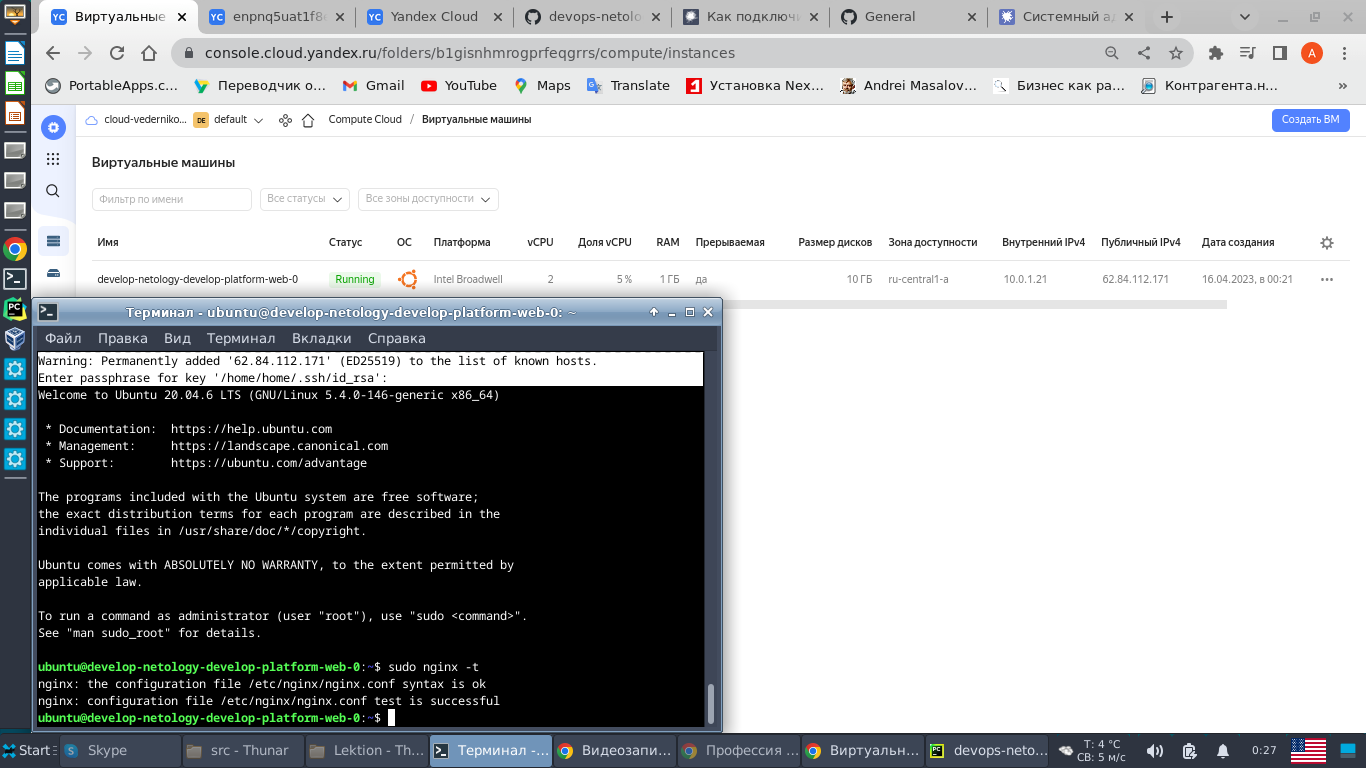 Виртуальные
enpnq5uat1f8
Yandex Cloud
devops-netolo
Как подключи
General
Системный ад
console.cloud.yandex.ru/folders/b1gisnhmrogprfeqgrrs/compute/instances
A
PortableApps.c...
Переводчик о...
Gmail
YouTube
Maps
Translate
Установка Nex...
Andrei Masalov...
Бизнес как ра...
Контрагента.н...
»
cloud-verderniko...
DE default
Compute Cloud / Виртуальные машины
Создать ВМ
Виртуальные машины
Фильтр по имени
Все статусы
Все зоны доступности
Имя Статус ОС Платформа vCPU Доля vCPU RAM Прерываемая Размер дисков Зона доступности Внутренний IPv4 Публичный IPv4 Дата создания
develop-netology-develop-platform-web-0 Running Intel Broadwell 2 5 % 1 ГБ да 10 ГБ ru-central1-a 10.0.1.21 62.84.112.171 16.04.2023, в 00:21
Терминал - ubuntu@develop-netology-develop-platform-web-0: ~
Файл Правка Вид Терминал Вкладки Справка
Warning: Permanently added '62.84.112.171' (ED25519) to the list of known hosts.
Enter passphrase for key '/home/home/.ssh/id_rsa':
Welcome to Ubuntu 20.04.6 LTS (GNU/Linux 5.4.0-146-generic x86_64)
* Documentation: https://help.ubuntu.com
* Management: https://landscape.canonical.com
* Support: https://ubuntu.com/advantage
The programs included with the Ubuntu system are free software;
the exact distribution terms for each program are described in the
individual files in /usr/share/doc/*/copyright.
Ubuntu comes with ABSOLUTELY NO WARRANTY, to the extent permitted by
applicable law.
To run a command as administrator (user "root"), use "sudo <command>".
See "man sudo_root" for details.
ubuntu@develop-netology-develop-platform-web-0:~$ sudo nginx -t
nginx: the configuration file /etc/nginx/nginx.conf syntax is ok
nginx: configuration file /etc/nginx/nginx.conf test is successful
ubuntu@develop-netology-develop-platform-web-0:~$
Start
Skype
src - Thunar
Lektion - Th...
Терминал -...
Видеозапи...
Профессия ...
Виртуальн...
devops-neto...
T: 4 °C
СВ: 5 м/с
0:27